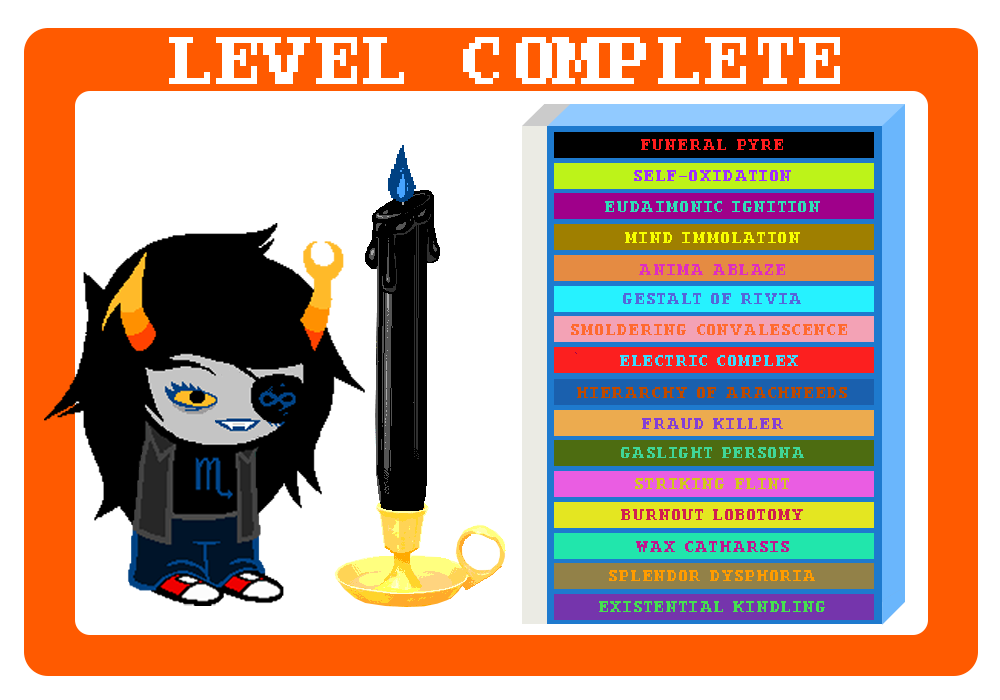 LEVEL COMPLETE
FUNERAL PYRE
SELF-OXIDATION
EUDAIMONIC IGNITION
MIND IMMOLATION
ANIMA ABLAZE
GESTALT OF RIVIA
SMOLDERING CONVALESCENCE
ELECTRIC COMPLEX
HIERARCHY OF ARACHNEEDS
FRAUD KILLER
GASLIGHT PERSONA
STRIKING FLINT
BURNOUT LOBOTOMY
WAX CATHARSIS
SPLENDOR DYSPHORIA
EXISTENTIAL KINDLING